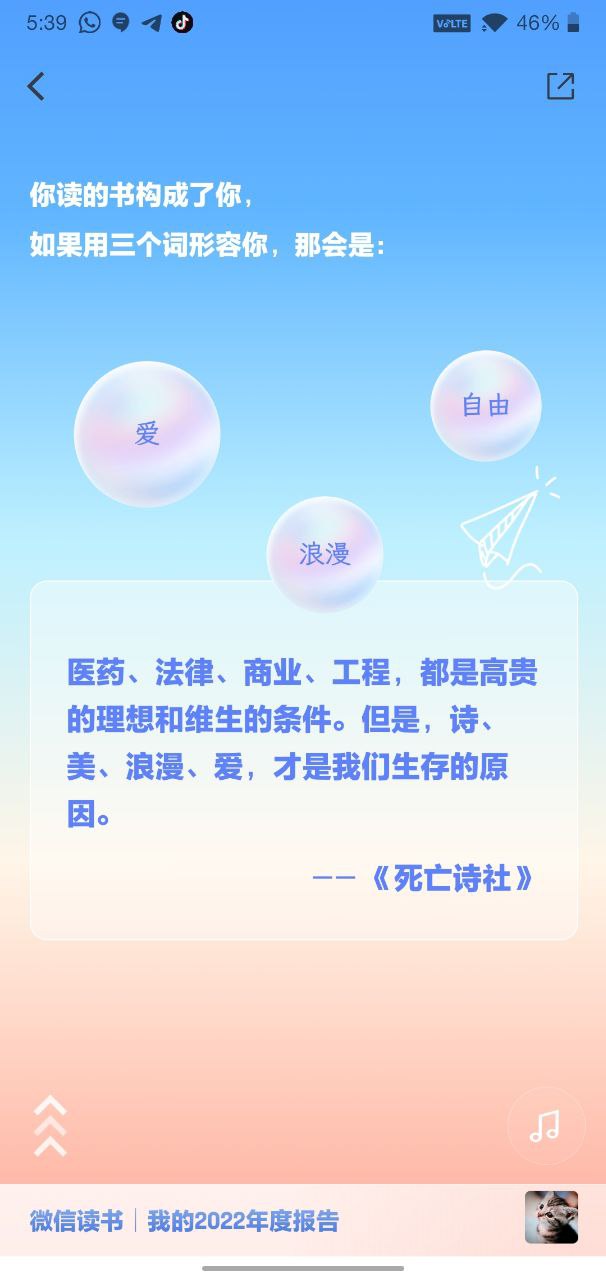 5:39
VoLTE 46%
你读的书构成了你，
如果用三个词形容你，那会是：
爱
自由
浪漫
医药、法律、商业、工程，都是高贵
的理想和维生的条件。但是，诗、
美、浪漫、爱，才是我们生存的原
因。
——《死亡诗社》
微信读书｜我的2022年度报告